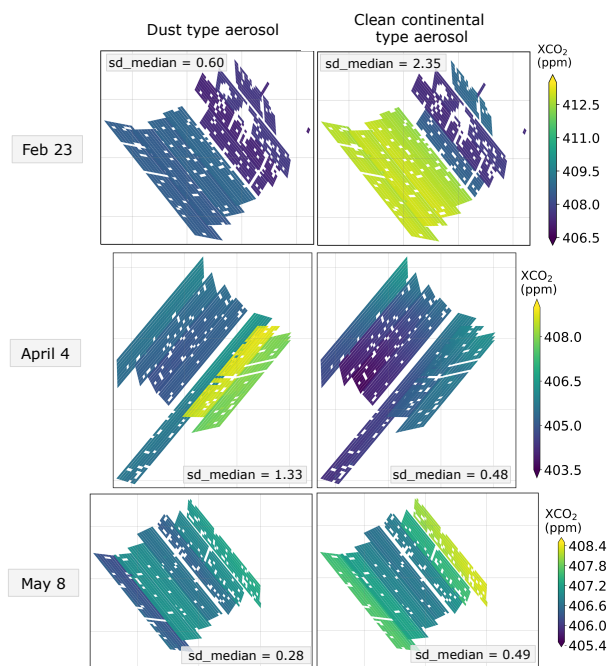 Dust type aerosol
Clean continental
type aerosol
sd_median = 0.60
sd_median = 2.35
XCO₂
(ppm)
412.5
411.0
409.5
408.0
406.5
Feb 23
XCO₂
(ppm)
408.0
406.5
405.0
403.5
April 4
sd_median = 1.33
sd_median = 0.48
XCO₂
(ppm)
408.4
407.8
407.2
406.6
406.0
405.4
May 8
sd_median = 0.28
sd_median = 0.49